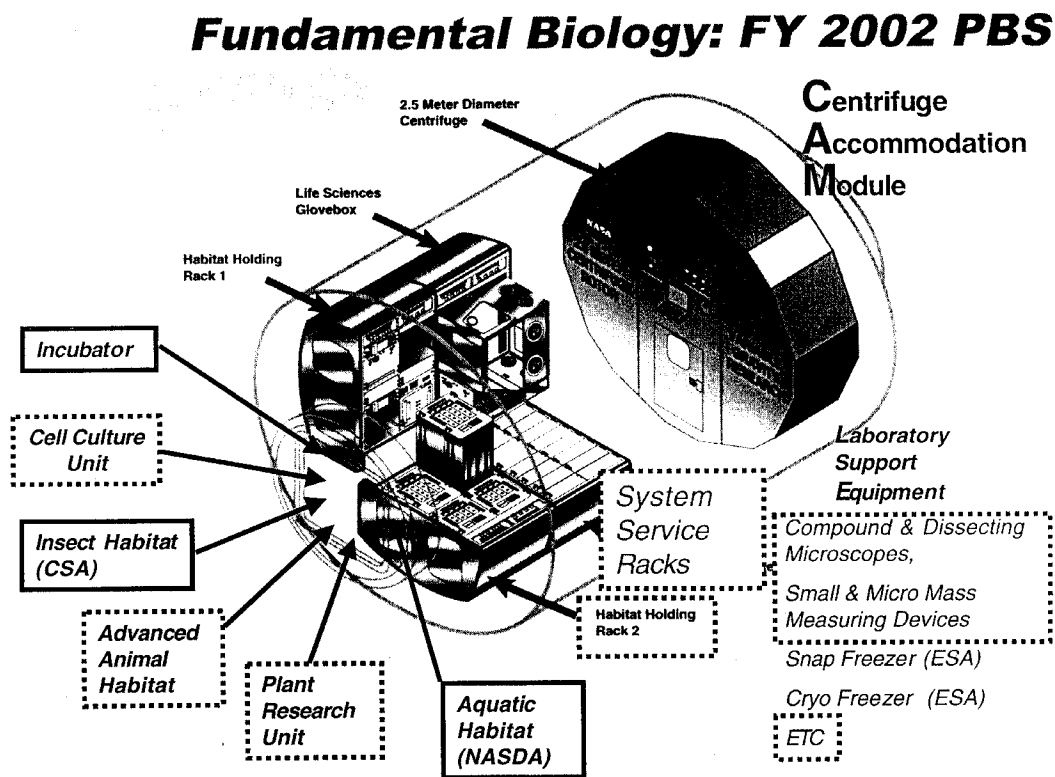 Fundamental Biology: FY 2002 PBS
2.5 Meter Diameter
Centrifuge
Centrifuge
Accommodation
Module
Life Sciences
Glovebox
Habitat Holding
Rack 1
NASA
CENTRIFUGE
ROTOR
Incubator
Cell Culture
Unit
Insect Habitat
(CSA)
Advanced
Animal
Habitat
Plant
Research
Unit
Aquatic
Habitat
(NASDA)
System
Service
Racks
Habitat Holding
Rack 2
Laboratory
Support
Equipment
Compound & Dissecting
Microscopes,
Small & Micro Mass
Measuring Devices
Snap Freezer (ESA)
Cryo Freezer (ESA)
ETC